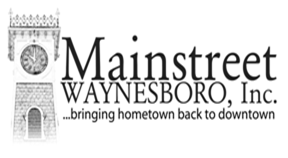 Mainstreet
WAYNESBORO, Inc.
...bringing hometown back to downtown